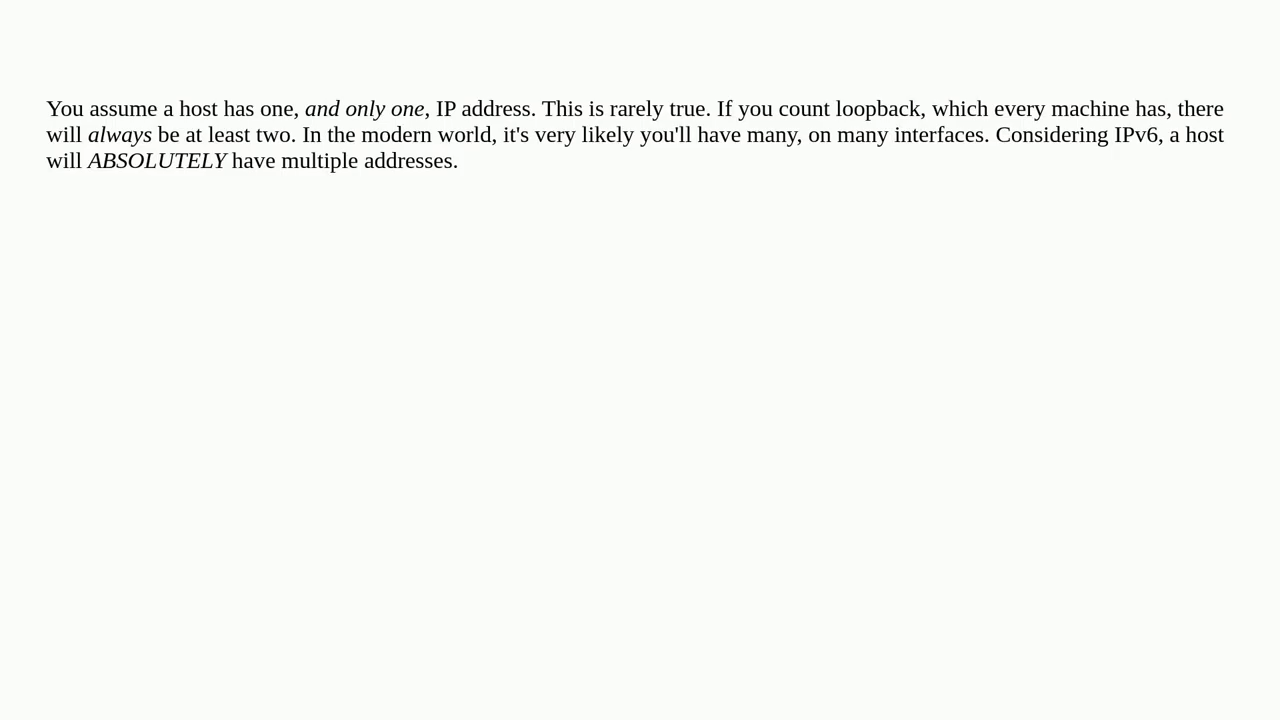 You assume a host has one, and only one, IP address. This is rarely true. If you count loopback, which every machine has, there
will always be at least two. In the modern world, it's very likely you'll have many, on many interfaces. Considering IPv6, a host
will ABSOLUTELY have multiple addresses.